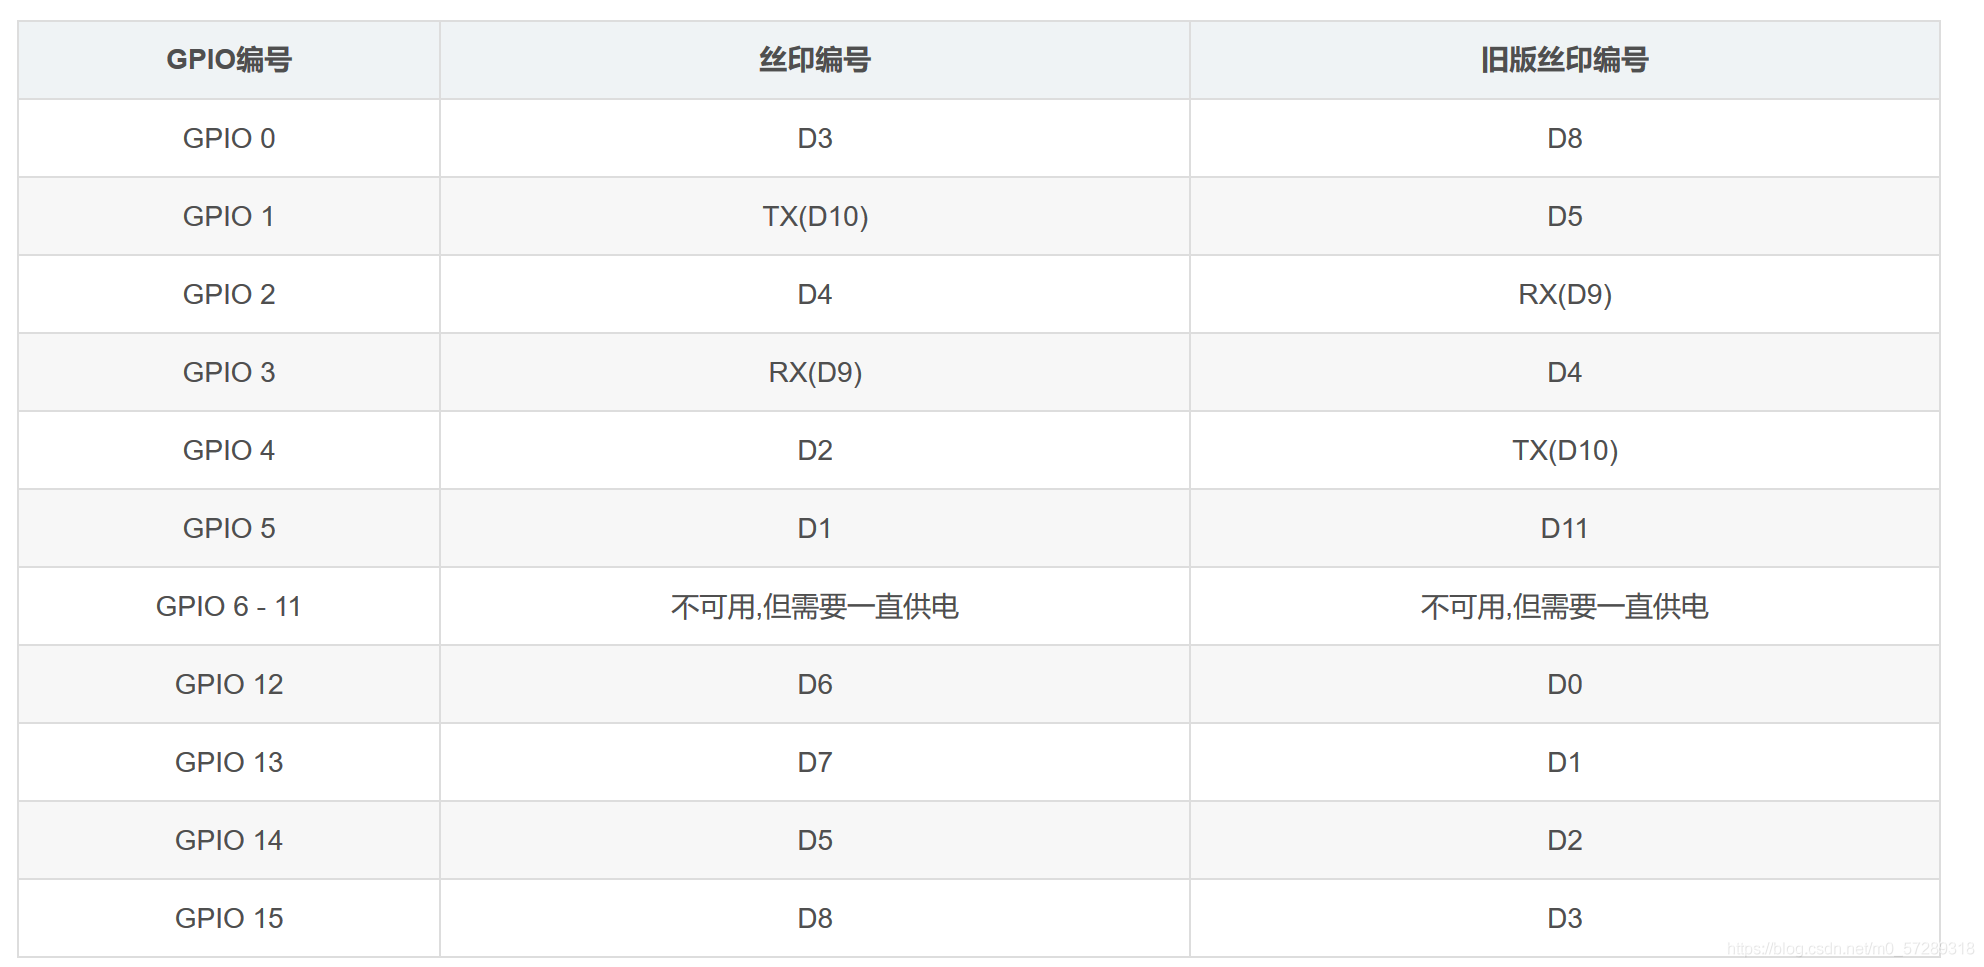 GPIO编号 丝印编号 旧版丝印编号
GPIO 0 D3 D8
GPIO 1 TX(D10) D5
GPIO 2 D4 RX(D9)
GPIO 3 RX(D9) D4
GPIO 4 D2 TX(D10)
GPIO 5 D1 D11
GPIO 6 - 11 不可用,但需要一直供电 不可用,但需要一直供电
GPIO 12 D6 D0
GPIO 13 D7 D1
GPIO 14 D5 D2
GPIO 15 D8 D3
https://blog.csdn.net/m0_57289318